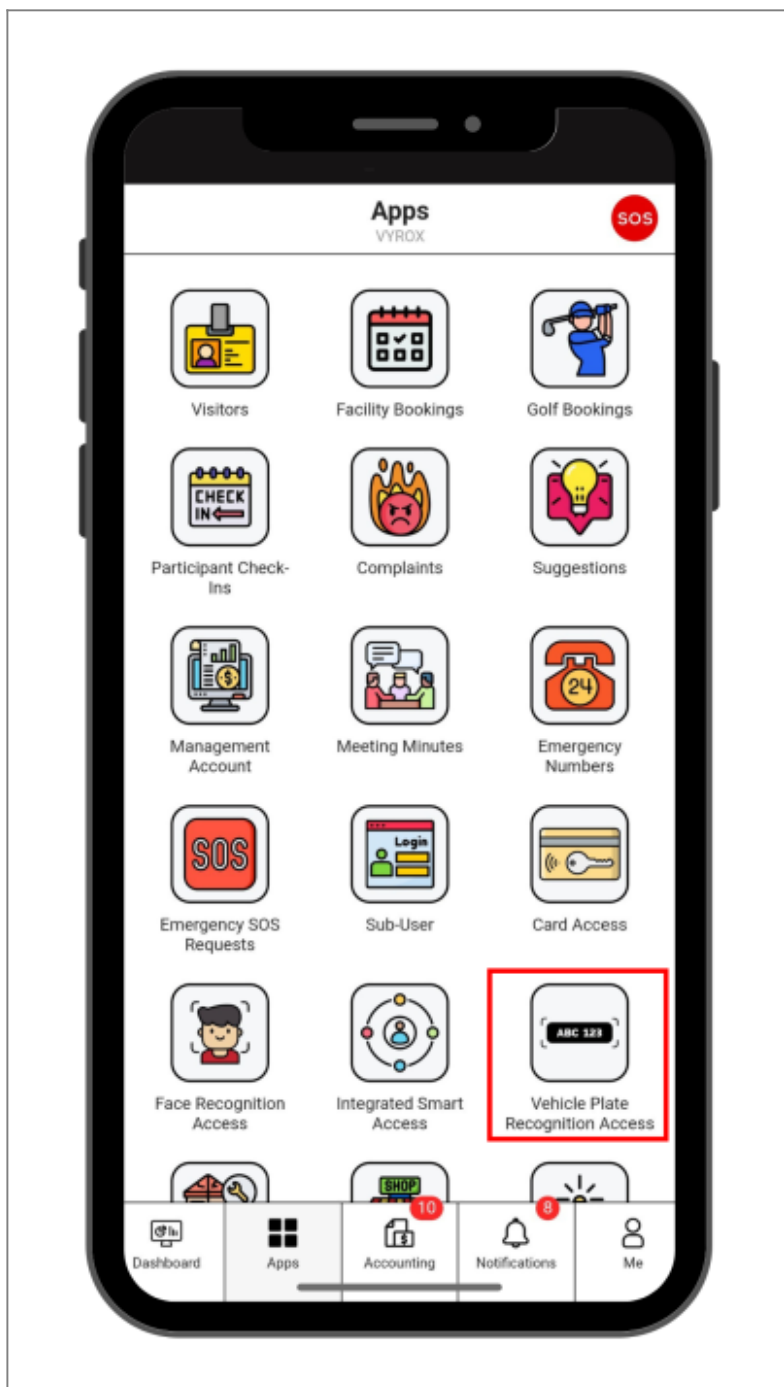 Apps
VYROX
SOS
Visitors
Facility Bookings
Golf Bookings
CHECK
IN
Participant Check-
Ins
Complaints
Suggestions
Management
Account
Meeting Minutes
24
Emergency
Numbers
SOS
Emergency SOS
Requests
Login
Sub-User
Card Access
Face Recognition
Access
Integrated Smart
Access
ABC 123
Vehicle Plate
Recognition Access
SHOP
10
8
Dashboard
Apps
Accounting
Notifications
Me